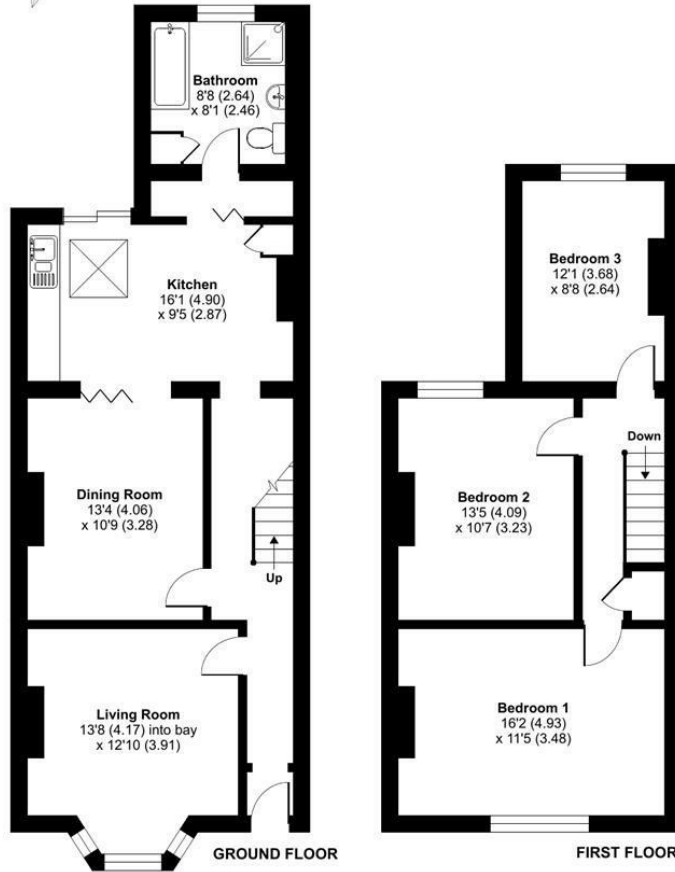 Bathroom
8'8 (2.64)
x 8'1 (2.46)
Kitchen
16'1 (4.90)
x 9'5 (2.87)
Dining Room
13'4 (4.06)
x 10'9 (3.28)
Up
Living Room
13'8 (4.17) into bay
x 12'10 (3.91)
GROUND FLOOR
Bedroom 3
12'1 (3.68)
x 8'8 (2.64)
Down
Bedroom 2
13'5 (4.09)
x 10'7 (3.23)
Bedroom 1
16'2 (4.93)
x 11'5 (3.48)
FIRST FLOOR